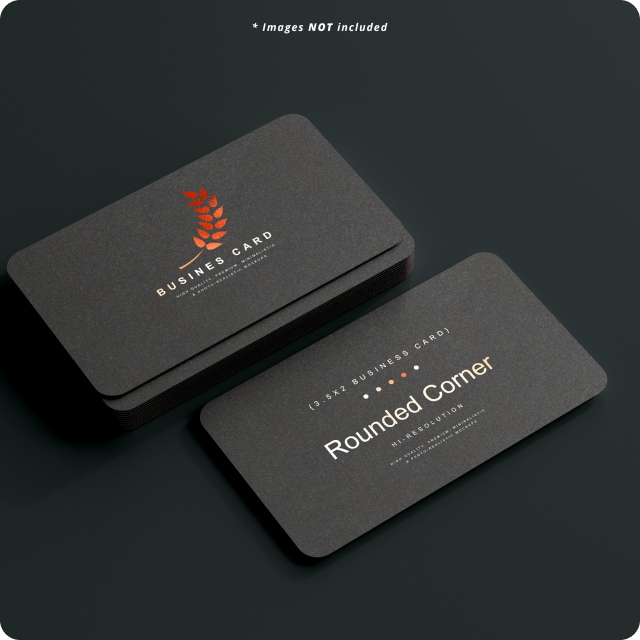 * Images NOT included
BUSINES CARD
HIGH QUALITY, PREMIUM, MINIMALISTIC
& PHOTO-REALISTIC MOCKUPS
(3.5X2 BUSINESS CARD)
Rounded Corner
HI-RESOLUTION
HIGH QUALITY, PREMIUM, MINIMALISTIC
& PHOTO-REALISTIC MOCKUPS